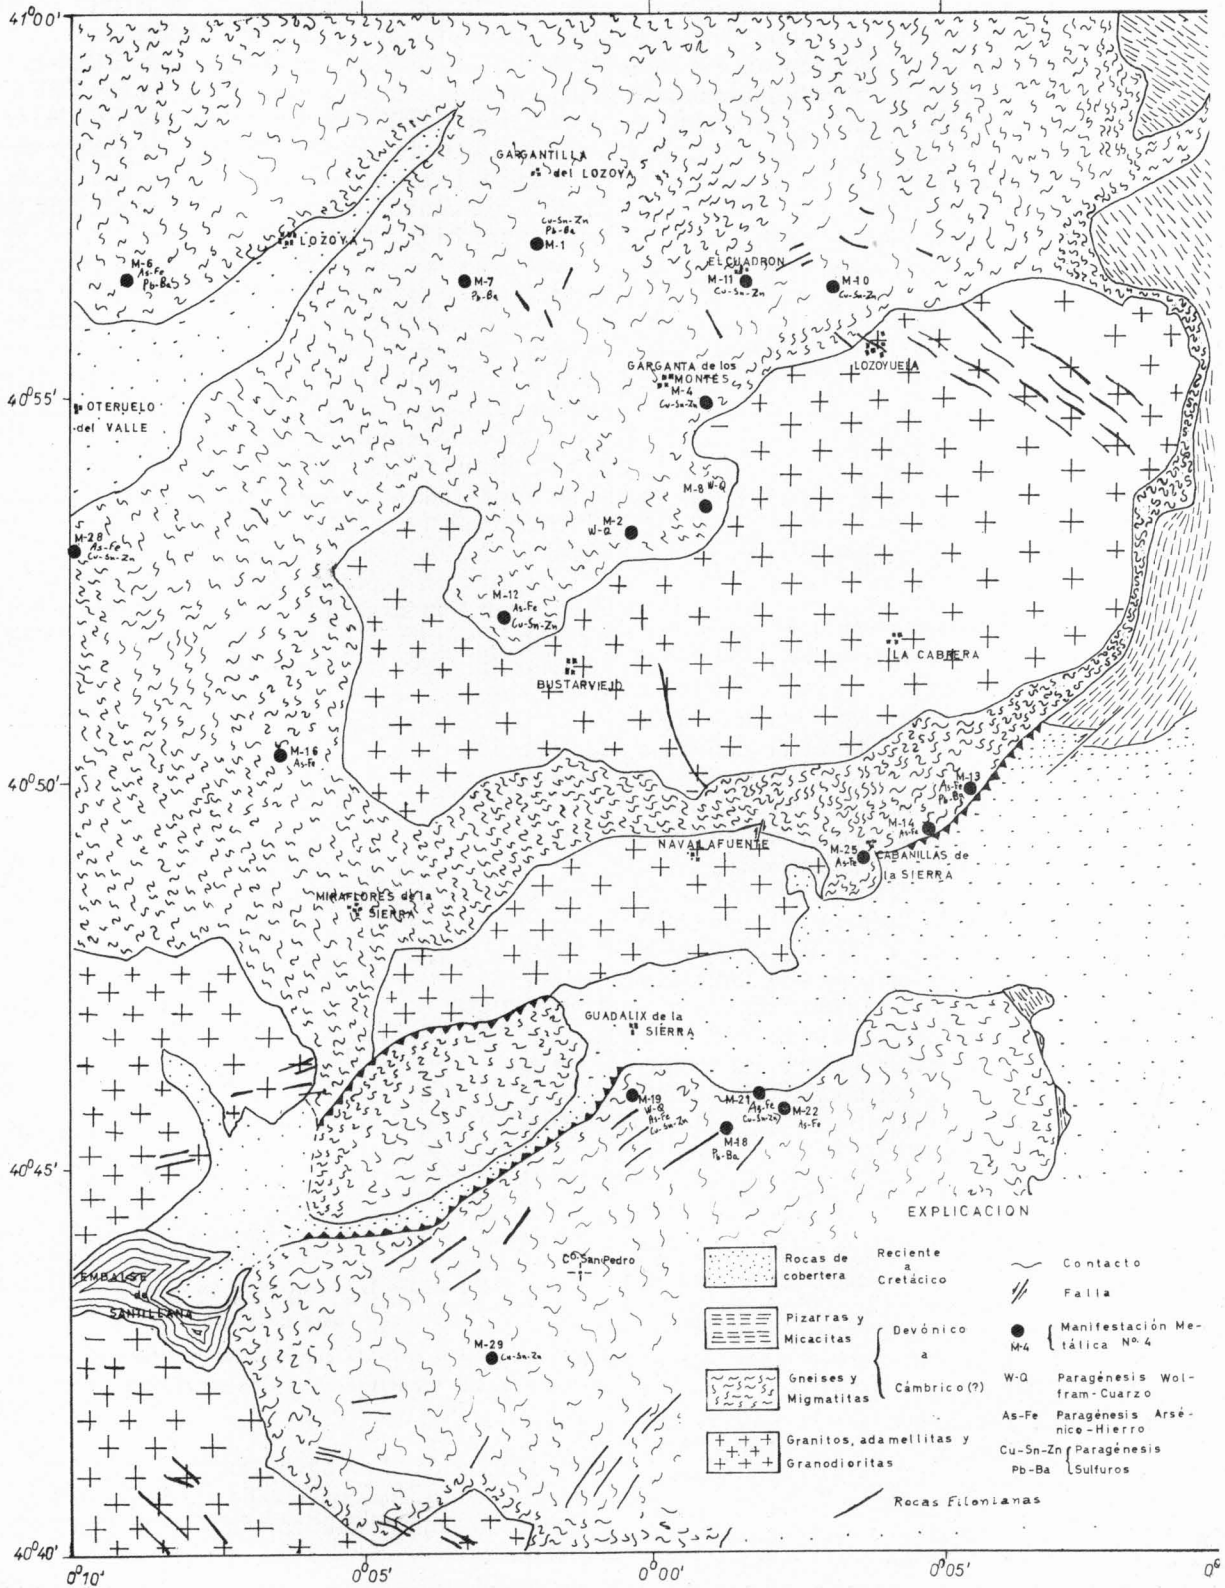 41°00'
GARGANTILLA
del LOZOYA
Cu-Sn-Zn
Pb-Ba
M-1
LOZOYA
M-6
As-Fe
Pb-Ba
M-7
Pb-Ba
EL CUADRON
M-11
Cu-Sn-Zn
M-10
Cu-Sn-Zn
LOZOYUELA
GARGANTA de los
MONTES
M-4
Cu-Sn-Zn
40°55'
OTERUELO
del VALLE
M-8 W-Q
M-2
W-Q
M-28
As-Fe
Cu-Sn-Zn
M-12
As-Fe
Cu-Sn-Zn
LA CABRERA
BUSTARVIEJO
M-16
As-Fe
40°50'
M-13
As-Fe
Pb-Ba
M-14
As-Fe
NAVALAFUENTE
M-25
As-Fe
CABANILLAS de
la SIERRA
MIRAFLORES de la
SIERRA
GUADALIX de la
SIERRA
M-19
W-Q
As-Fe
Cu-Sn-Zn
M-21
As-Fe
Cu-Sn-Zn
M-22
As-Fe
M-18
Pb-Ba
40°45'
EXPLICACION
Cº San Pedro
EMBALSE
de
SANTILLANA
M-29
Cu-Sn-Zn
Rocas de
cobertera
Reciente
a
Cretácico
Pizarras y
Micacitas
Devónico
a
Cámbrico(?)
Gneises y
Migmatitas
Granitos, adamellitas y
Granodioritas
Contacto
Falla
M-4
Manifestación Me-
tálica Nº. 4
W-Q Paragénesis Wol-
fram-Cuarzo
As-Fe Paragénesis Arsé-
nico-Hierro
Cu-Sn-Zn Paragénesis
Pb-Ba Sulfuros
Rocas Filonianas
40°40'
0°10' 0°05' 0°00' 0°05'